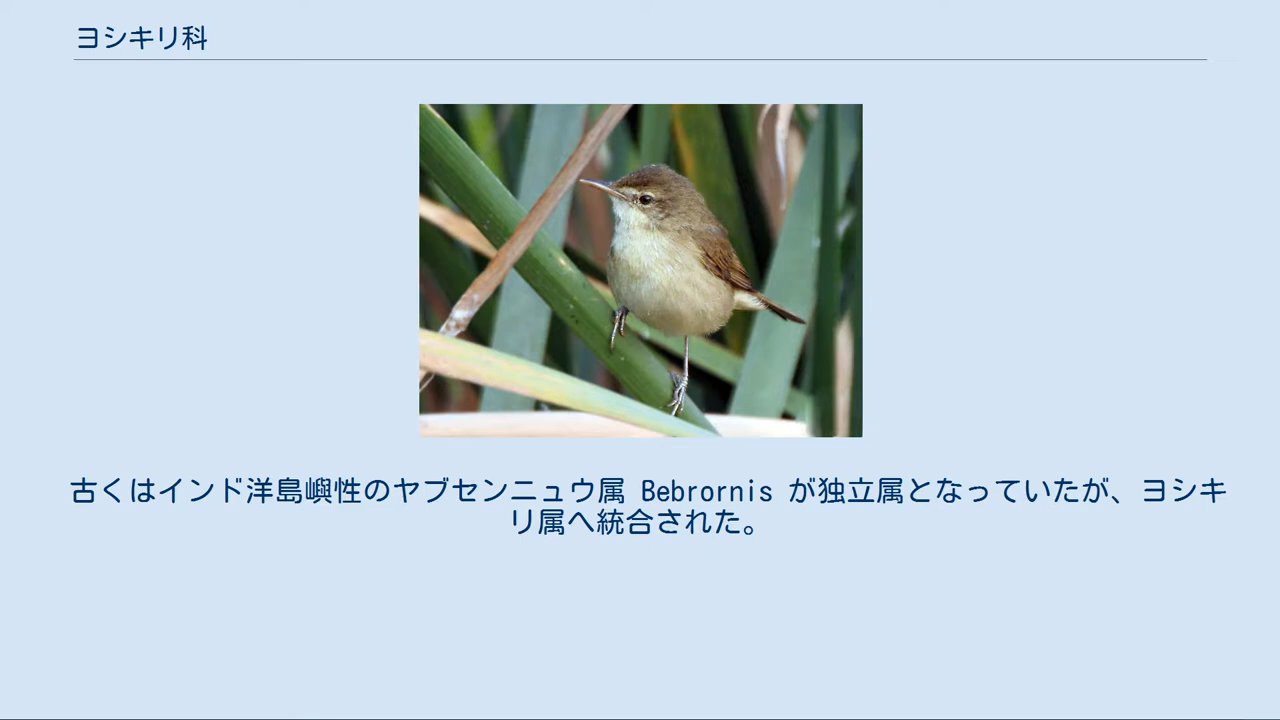 ヨシキリ科
古くはインド洋島嶼性のヤブセンニュウ属 Bebrornis が独立属となっていたが、ヨシキ
リ属へ統合された。